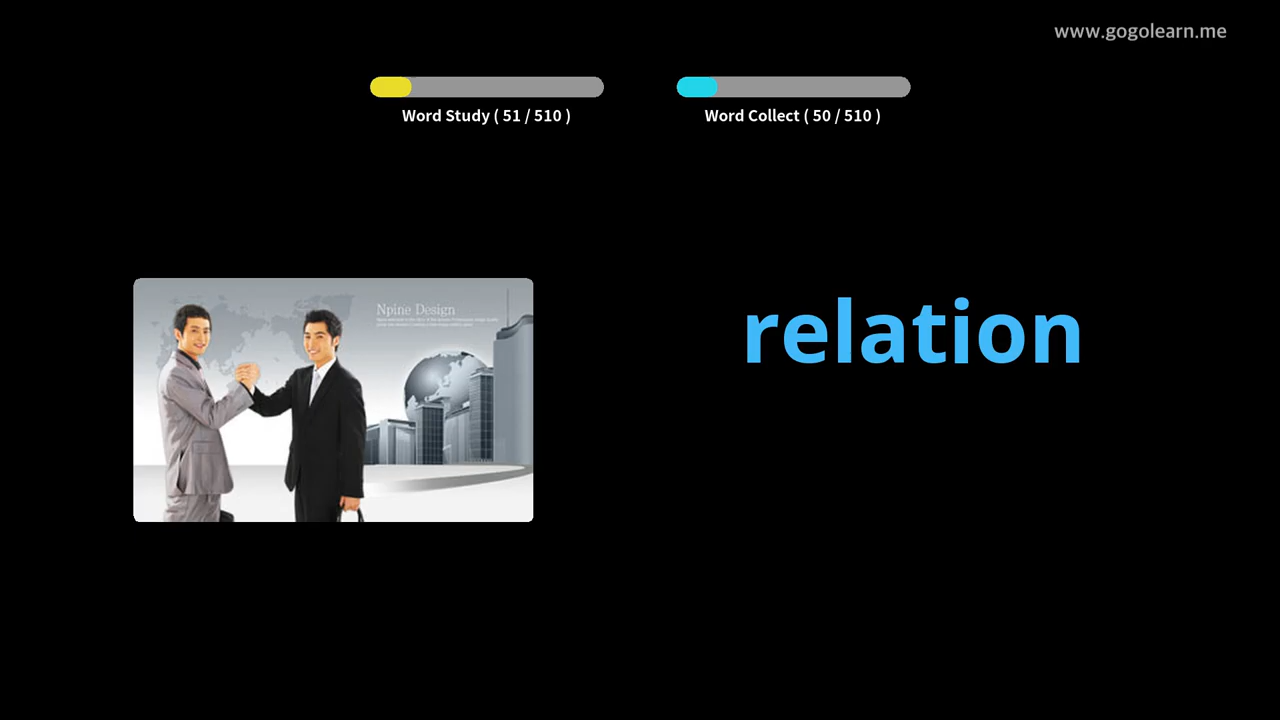 www.gogolearn.me
Word Study ( 51 / 510 )
Word Collect ( 50 / 510 )
Npine Design
relation